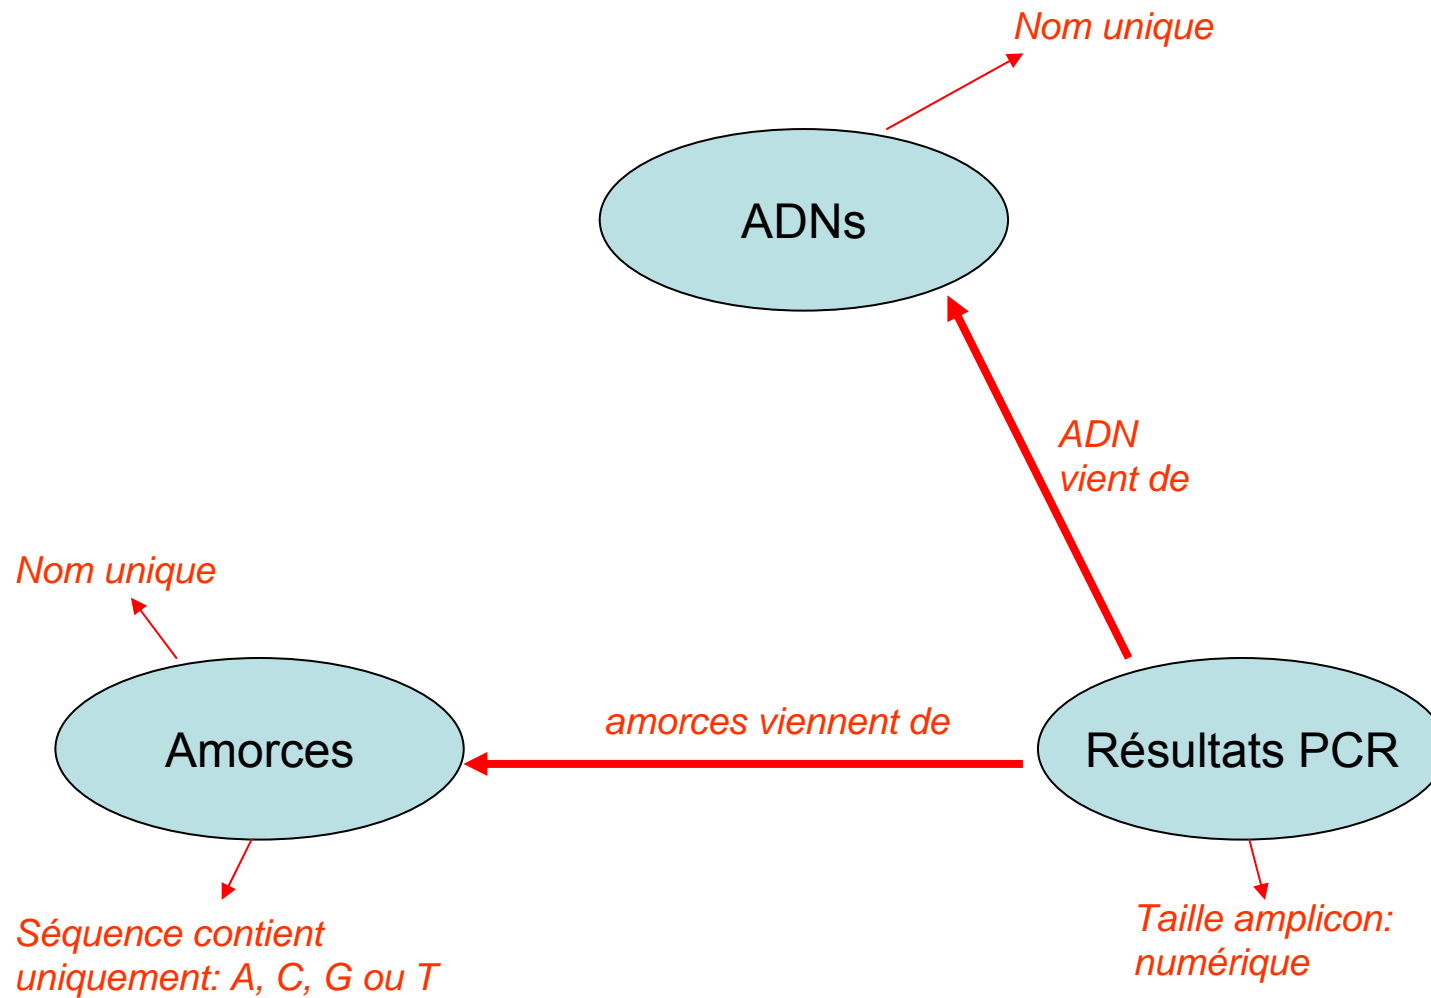 Nom unique
ADNs
ADN
vient de
Nom unique
amorces viennent de
Amorces
Résultats PCR
Séquence contient
uniquement: A, C, G ou T
Taille amplicon:
numérique